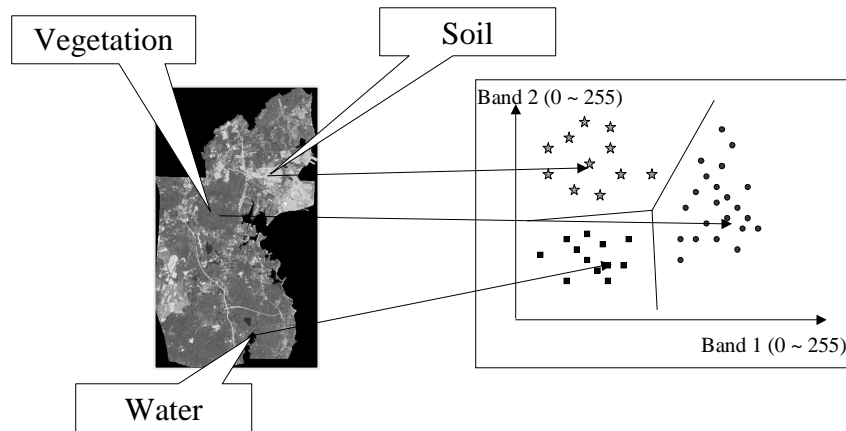 Vegetation
Soil
Band 2 (0 ~ 255)
Band 1 (0 ~ 255)
Water